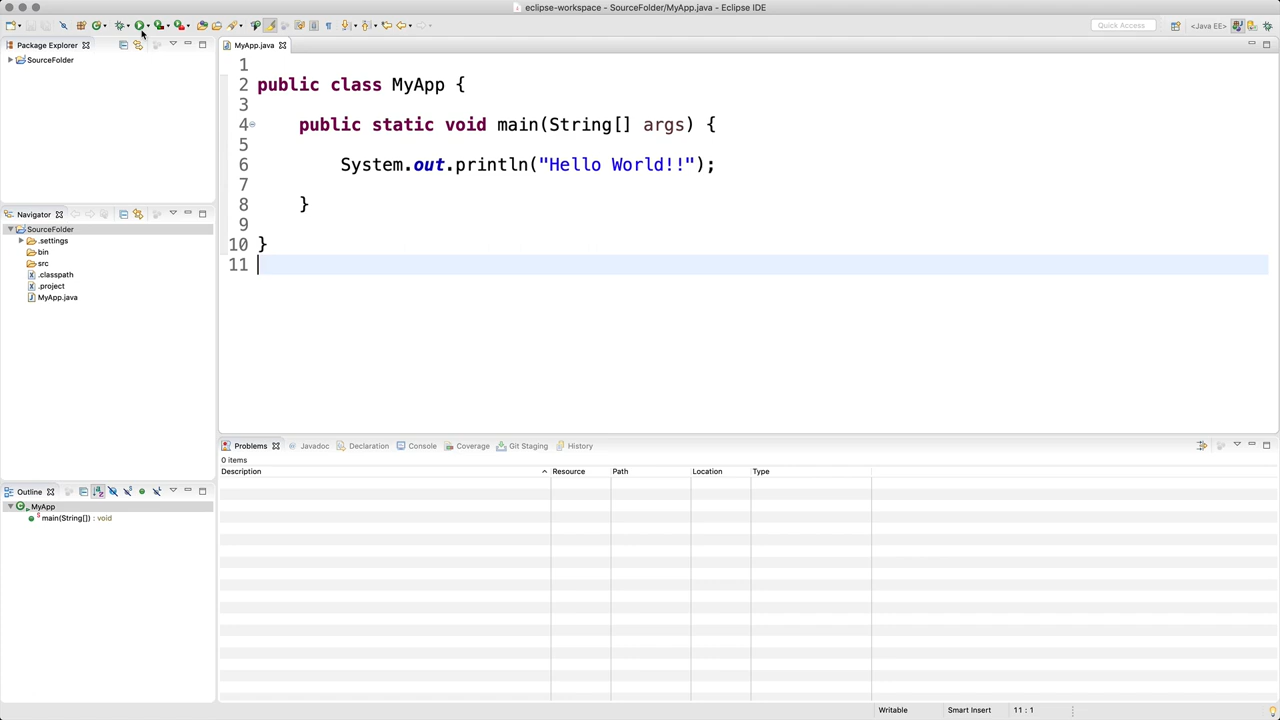 eclipse-workspace - SourceFolder/MyApp.java - Eclipse IDE
Quick Access
<Java EE>
Package Explorer
SourceFolder
MyApp.java
1
2 public class MyApp {
3
4 public static void main(String[] args) {
5
6 System.out.println("Hello World!!");
7
8 }
9
10 }
11
Navigator
SourceFolder
.settings
bin
src
.classpath
.project
MyApp.java
Outline
MyApp
main(String[]) : void
Problems Javadoc Declaration Console Coverage Git Staging History
0 items
Description Resource Path Location Type
Writable Smart Insert 11 : 1